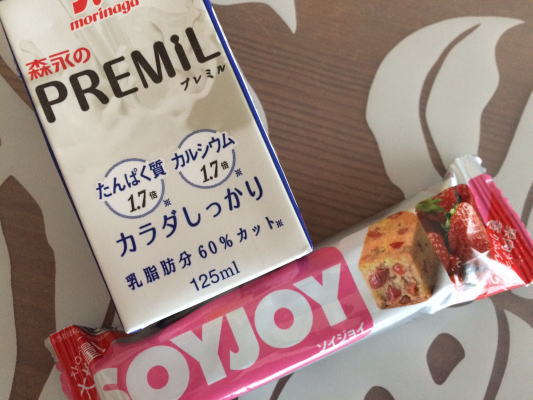 morinaga
森永の
PREMiL
プレミル
たんぱく質
1.7倍※
カルシウム
1.7倍※
カラダしっかり
乳脂肪分60%カット※
125ml
SOYJOY
ソイジョイ